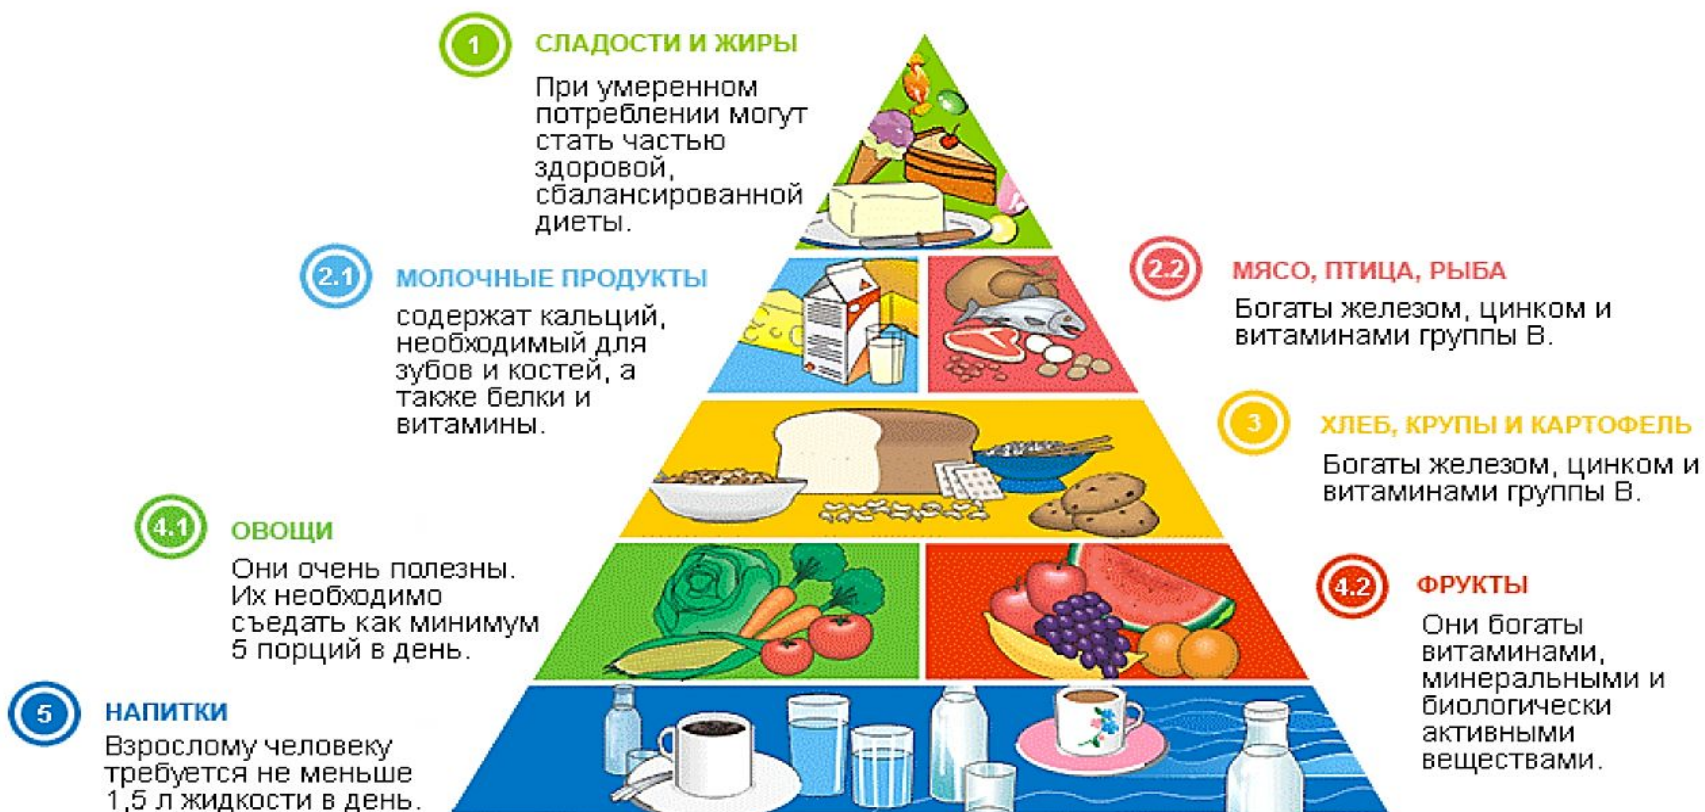 1
СЛАДОСТИ И ЖИРЫ
При умеренном
потреблении могут
стать частью
здоровой,
сбалансированной
диеты.
2.1
МОЛОЧНЫЕ ПРОДУКТЫ
содержат кальций,
необходимый для
зубов и костей, а
также белки и
витамины.
2.2
МЯСО, ПТИЦА, РЫБА
Богаты железом, цинком и
витаминами группы В.
3
ХЛЕБ, КРУПЫ И КАРТОФЕЛЬ
Богаты железом, цинком и
витаминами группы В.
4.1
ОВОЩИ
Они очень полезны.
Их необходимо
съедать как минимум
5 порций в день.
4.2
ФРУКТЫ
Они богаты
витаминами,
минеральными и
биологически
активными
веществами.
5
НАПИТКИ
Взрослому человеку
требуется не меньше
1,5 л жидкости в день.